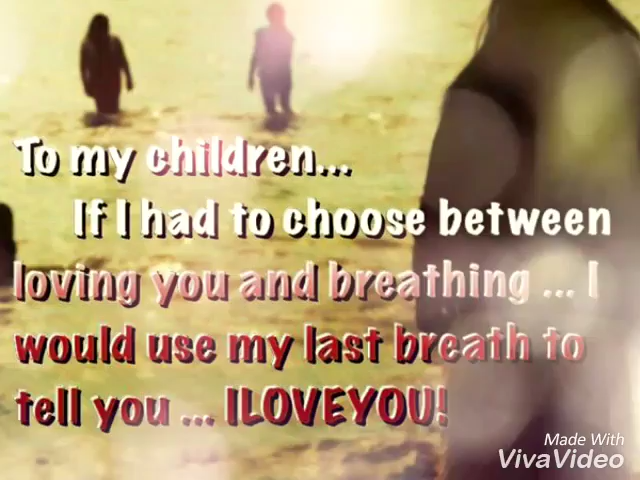 To my children...
If I had to choose between
loving you and breathing ... I
would use my last breath to
tell you ... ILOVEYOU!
Made With
VivaVideo